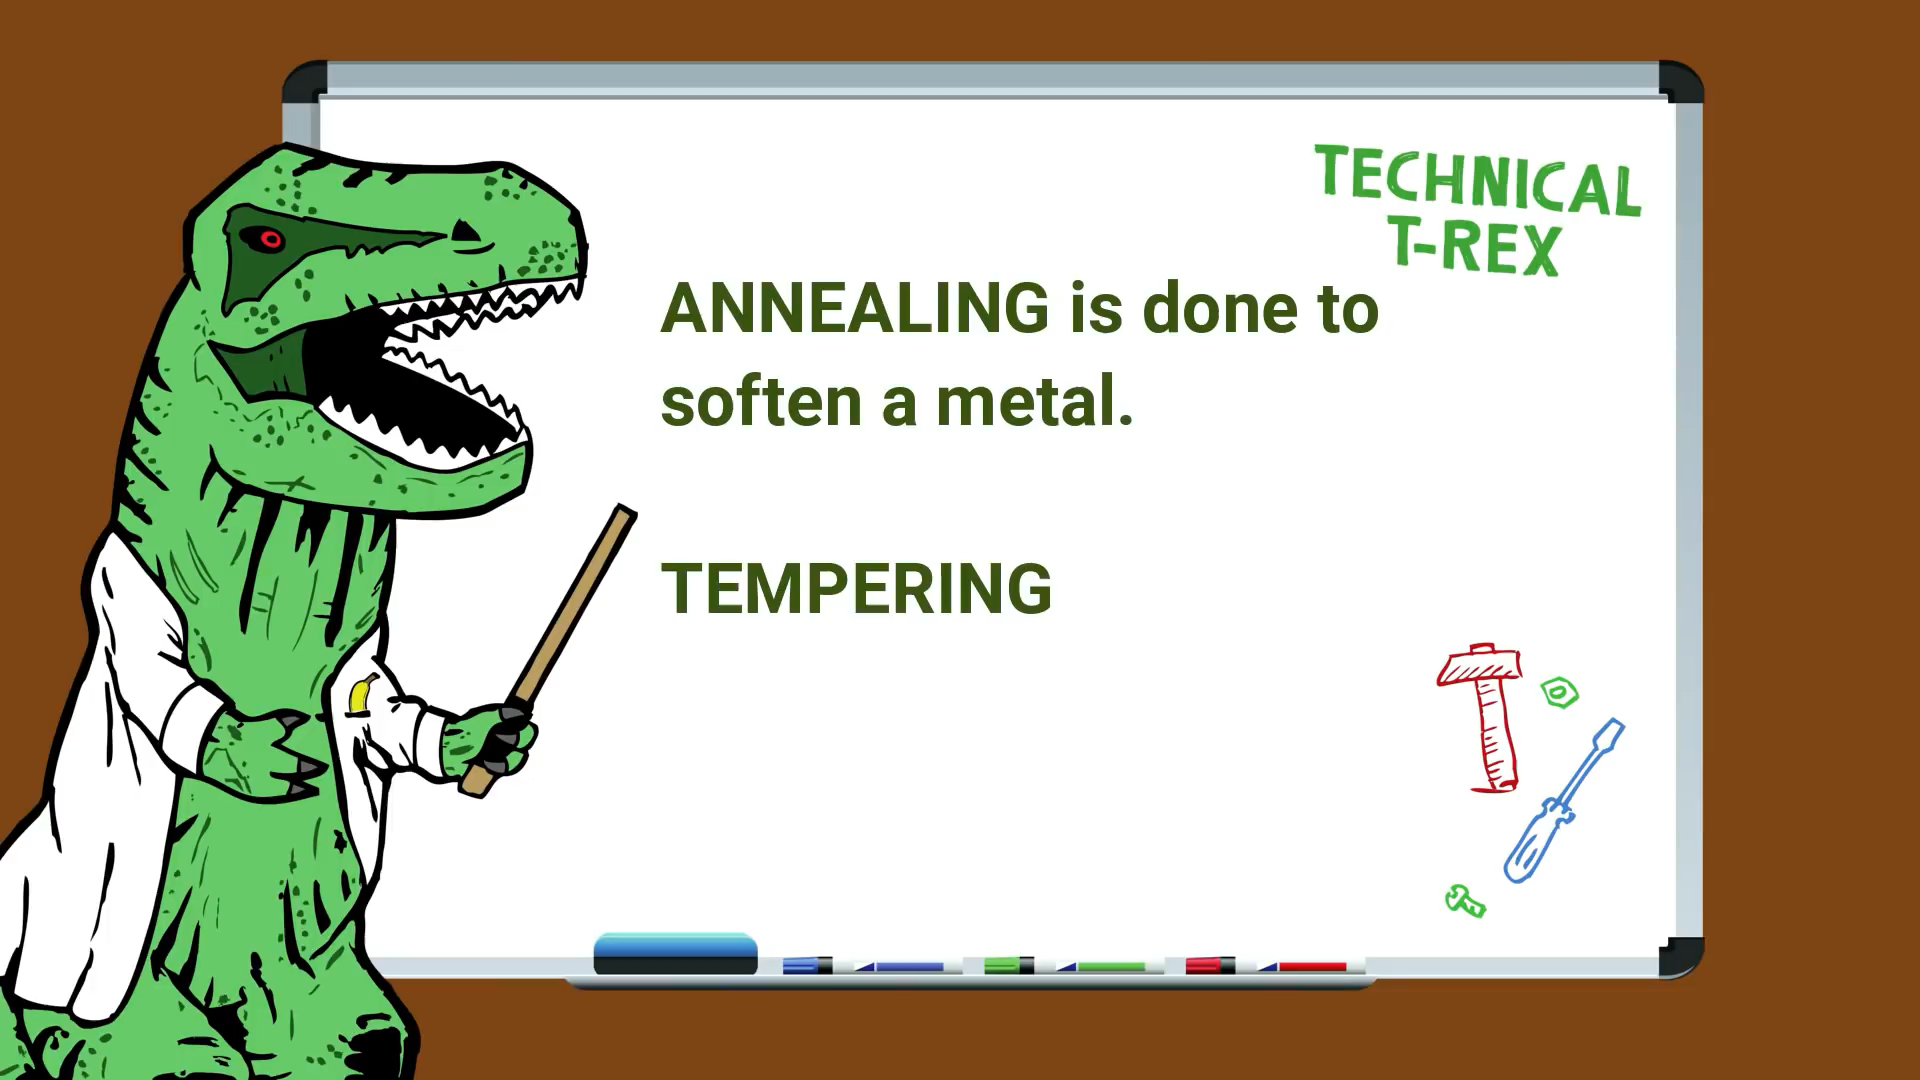 TECHNICAL
T-REX
ANNEALING is done to
soften a metal.
TEMPERING